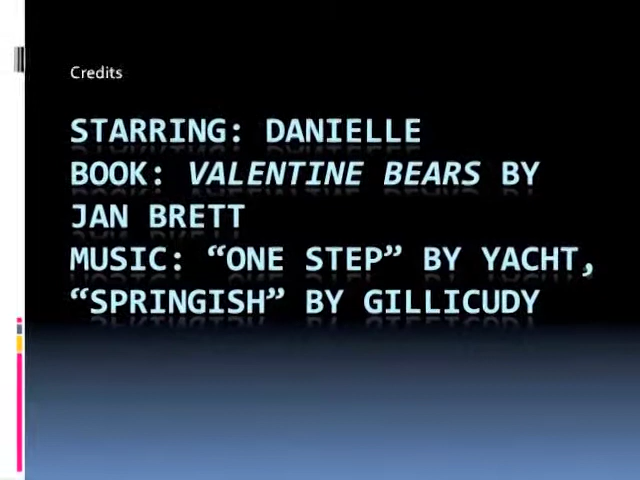 Credits
STARRING: DANIELLE
BOOK: VALENTINE BEARS BY
JAN BRETT
MUSIC: “ONE STEP” BY YACHT,
“SPRINGISH” BY GILLICUDY